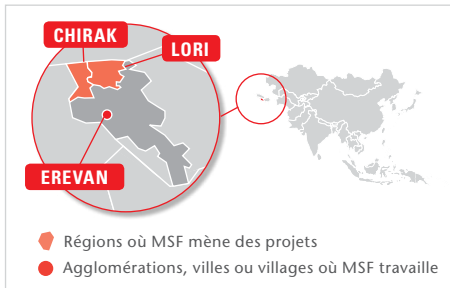 CHIRAK
LORI
EREVAN
Régions où MSF mène des projets
Agglomérations, villes ou villages où MSF travaille